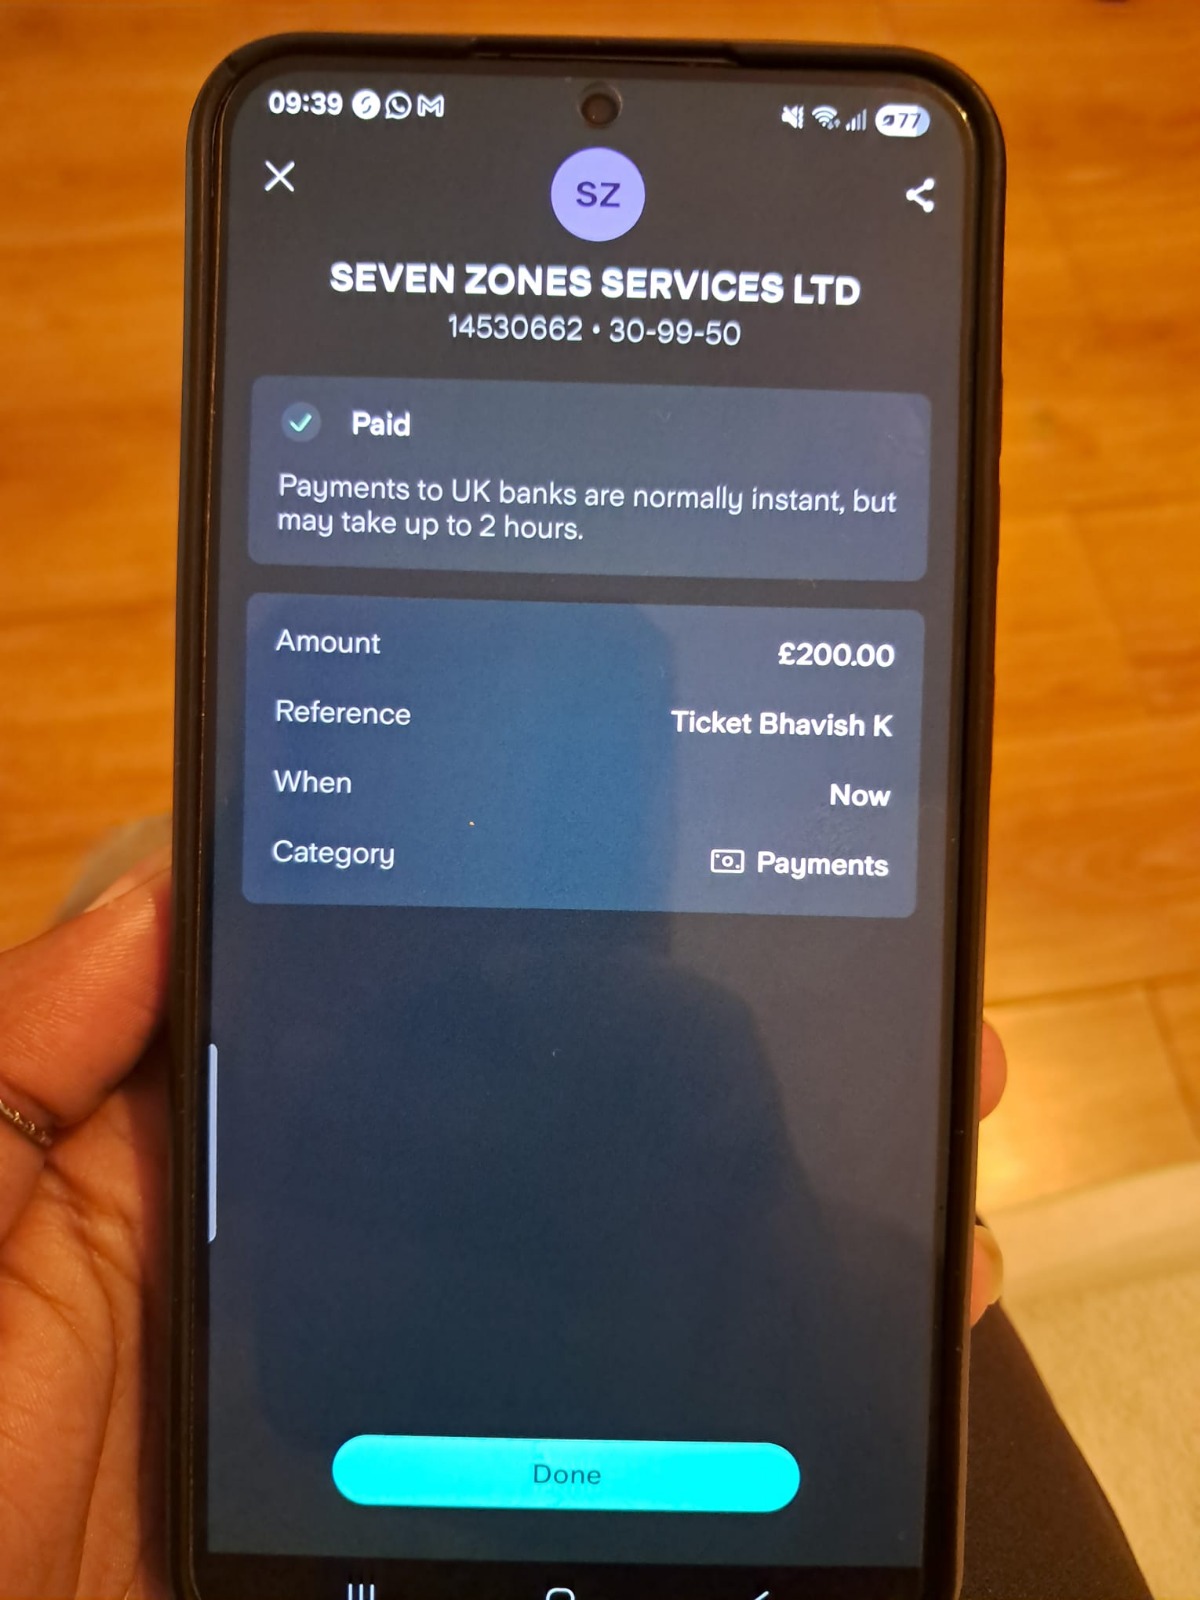 09:39
77
SZ
SEVEN ZONES SERVICES LTD
14530662 • 30-99-50
Paid
Payments to UK banks are normally instant, but
may take up to 2 hours.
Amount £200.00
Reference Ticket Bhavish K
When Now
Category Payments
Done